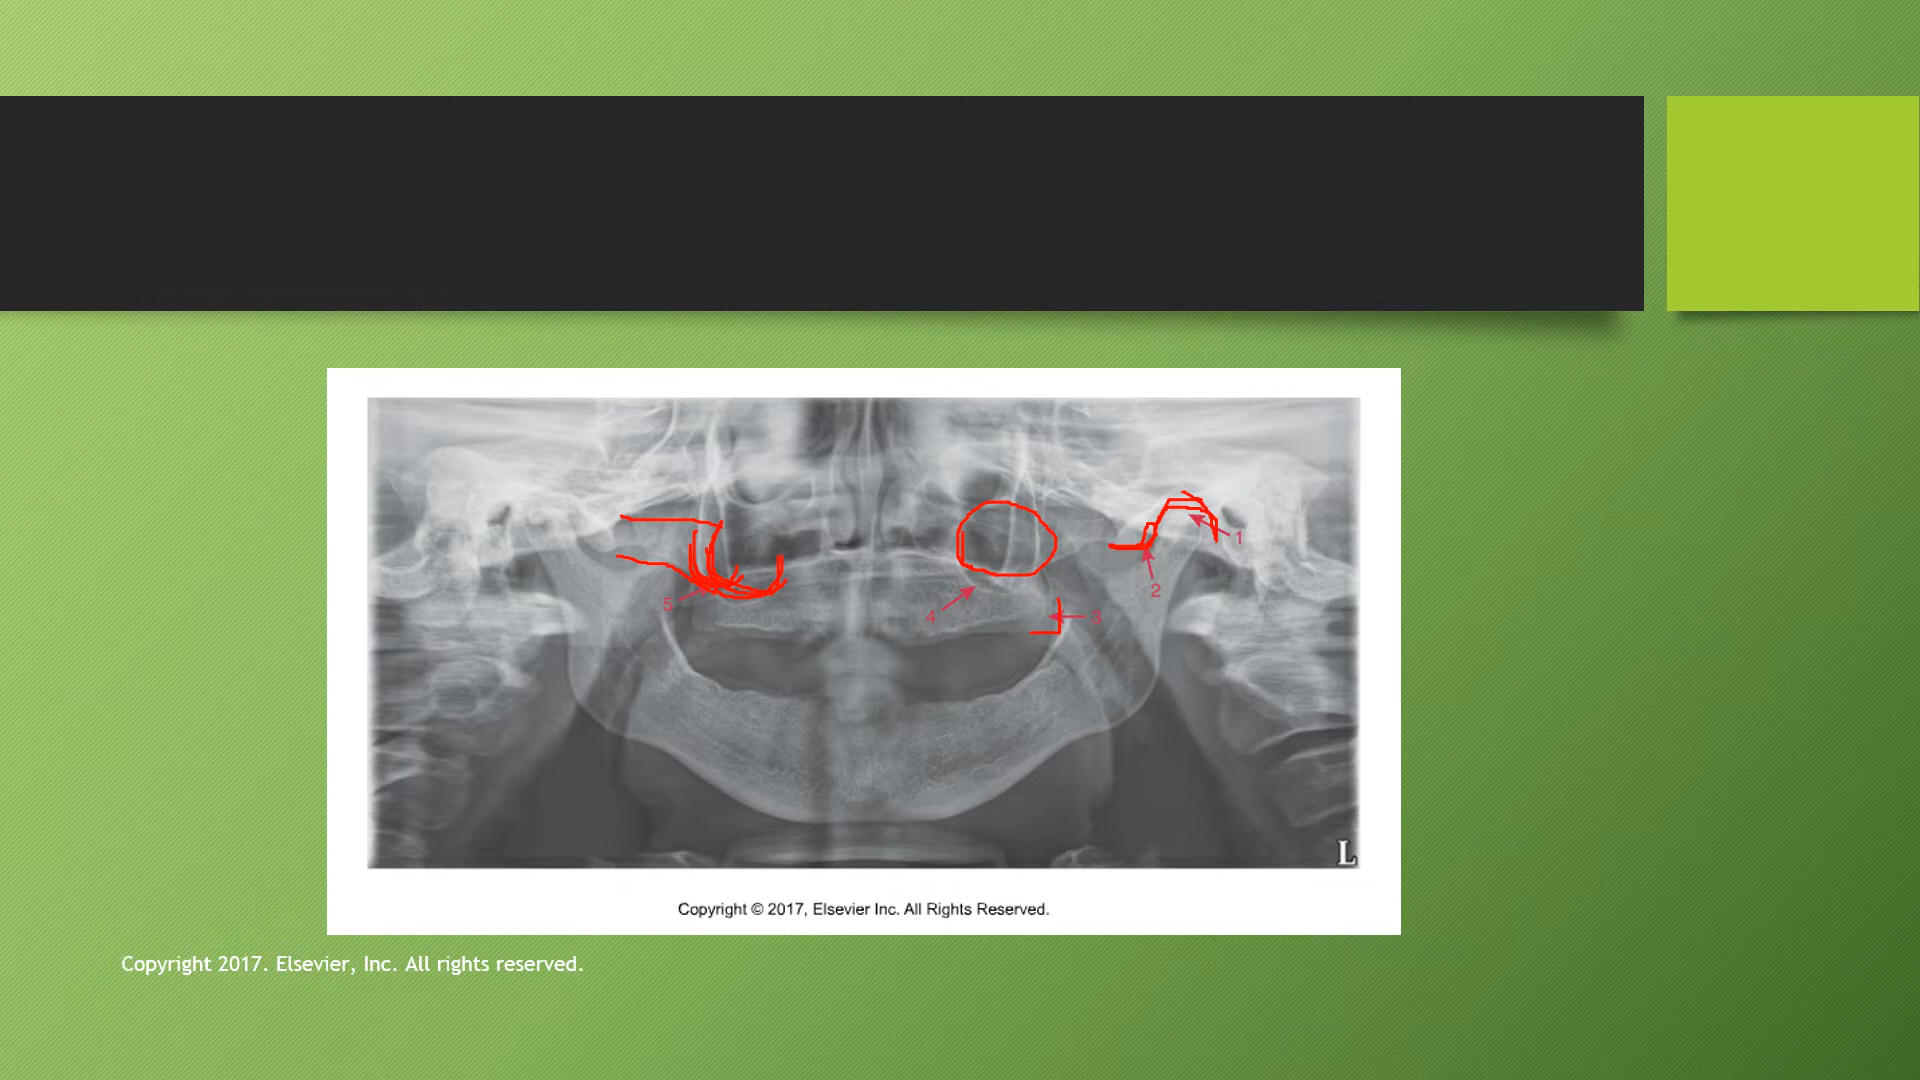 1
2
5
4
3
L
Copyright © 2017, Elsevier Inc. All Rights Reserved.
Copyright 2017. Elsevier, Inc. All rights reserved.